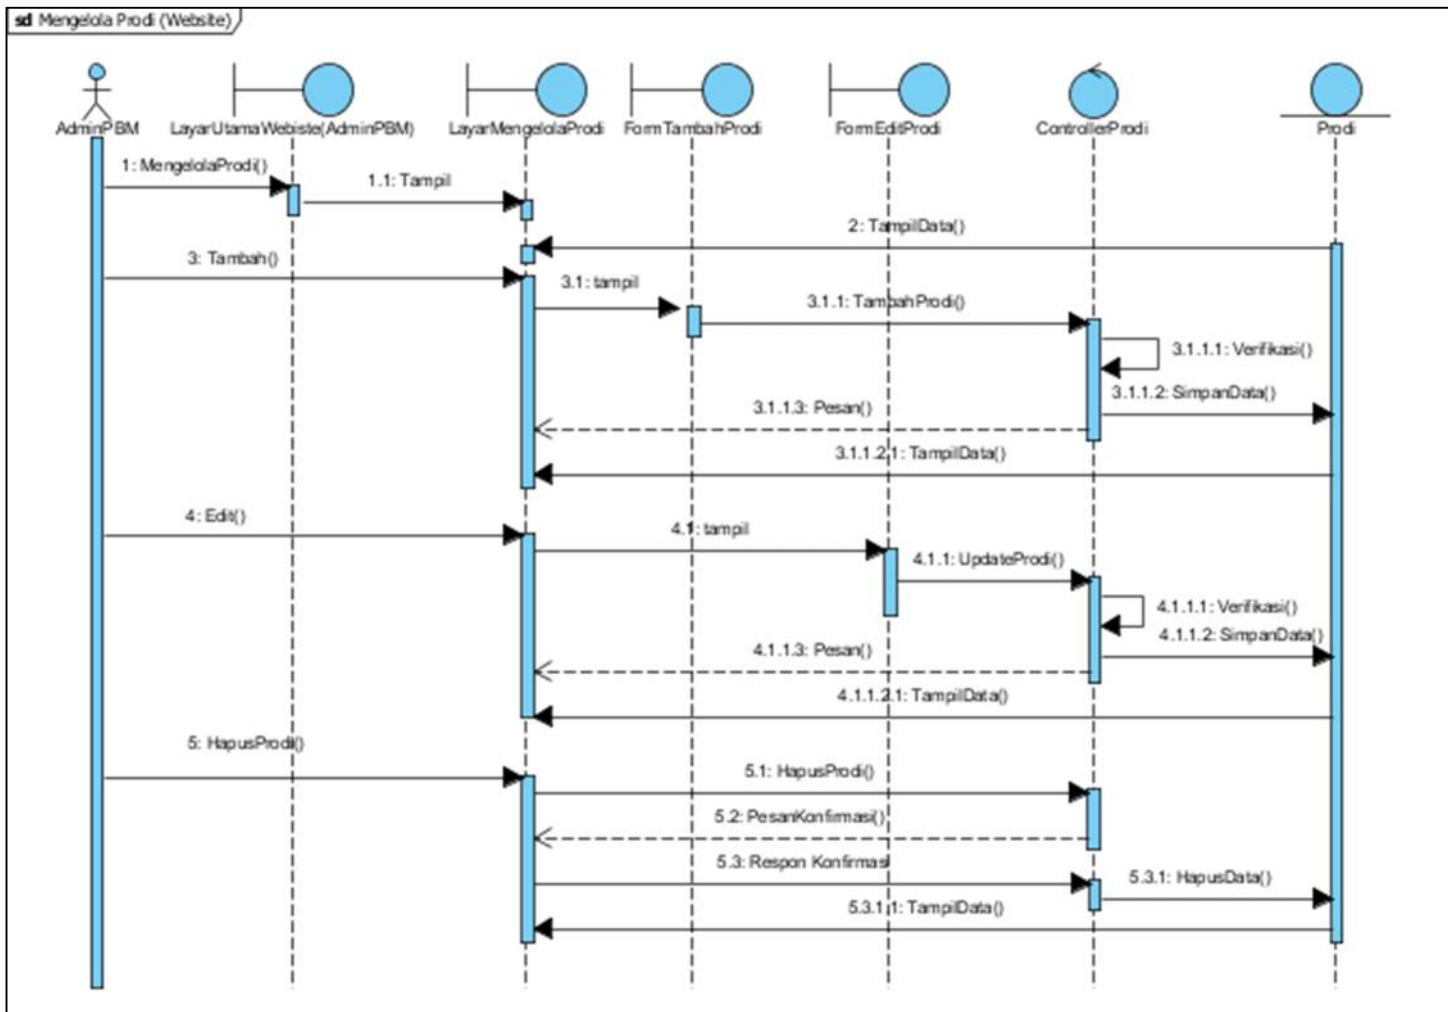 sd Mengelola Prodi (Website)
AdminPBM
LayarUtamaWebiste(AdminPBM)
LayarMengelolaProdi
FormTambahProdi
FormEditProdi
ControllerProdi
Prodi
1: MengelolaProdi()
1.1: Tampil
2: TampilData()
3: Tambah()
3.1: tampil
3.1.1: TambahProdi()
3.1.1.1: Verifikasi()
3.1.1.2: SimpanData()
3.1.1.3: Pesan()
3.1.1.2.1: TampilData()
4: Edit()
4.1: tampil
4.1.1: UpdateProdi()
4.1.1.1: Verifikasi()
4.1.1.2: SimpanData()
4.1.1.3: Pesan()
4.1.1.2.1: TampilData()
5: HapusProdi()
5.1: HapusProdi()
5.2: PesanKonfirmasi()
5.3: Respon Konfirmasi
5.3.1: HapusData()
5.3.1.1: TampilData()